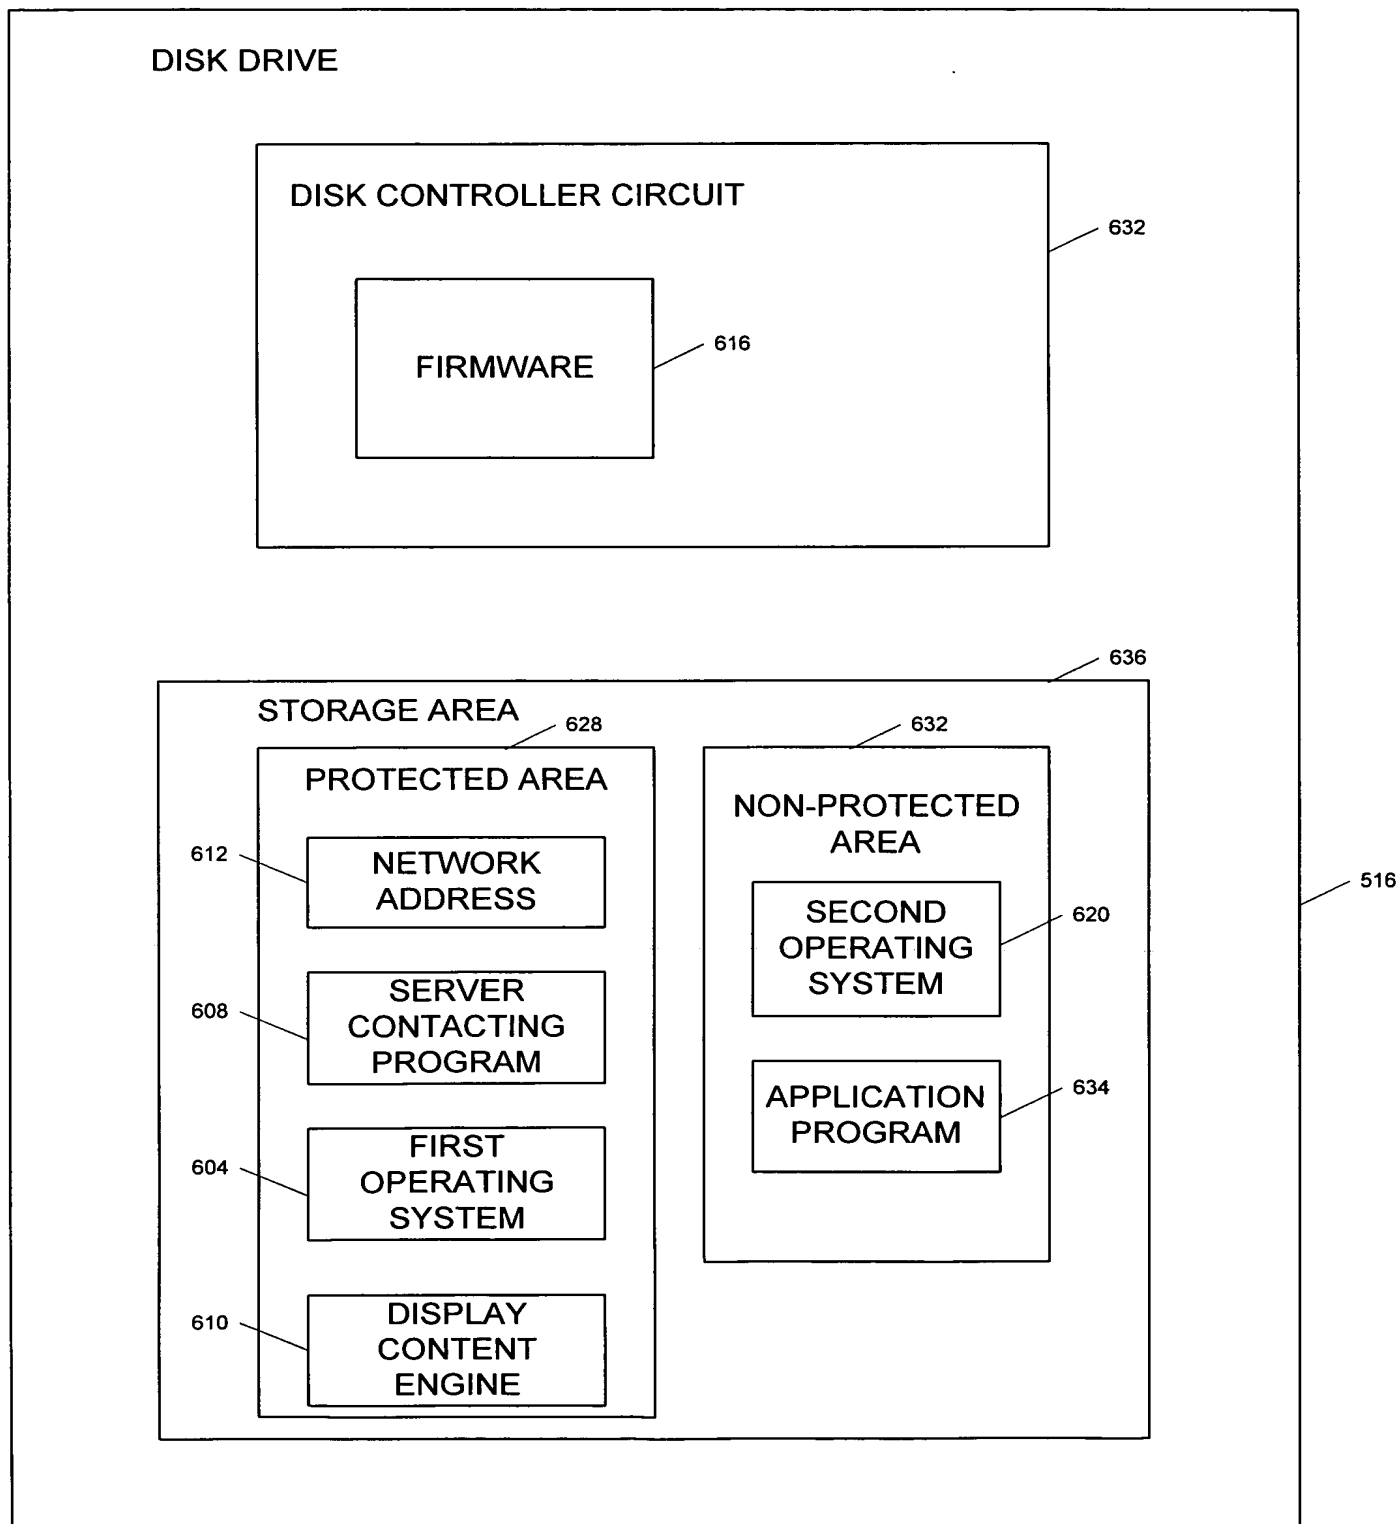 DISK DRIVE
DISK CONTROLLER CIRCUIT
632
FIRMWARE
616
636
STORAGE AREA
628
632
PROTECTED AREA
NON-PROTECTED
AREA
612
NETWORK
ADDRESS
516
SECOND
OPERATING
SYSTEM
620
608
SERVER
CONTACTING
PROGRAM
APPLICATION
PROGRAM
634
604
FIRST
OPERATING
SYSTEM
610
DISPLAY
CONTENT
ENGINE